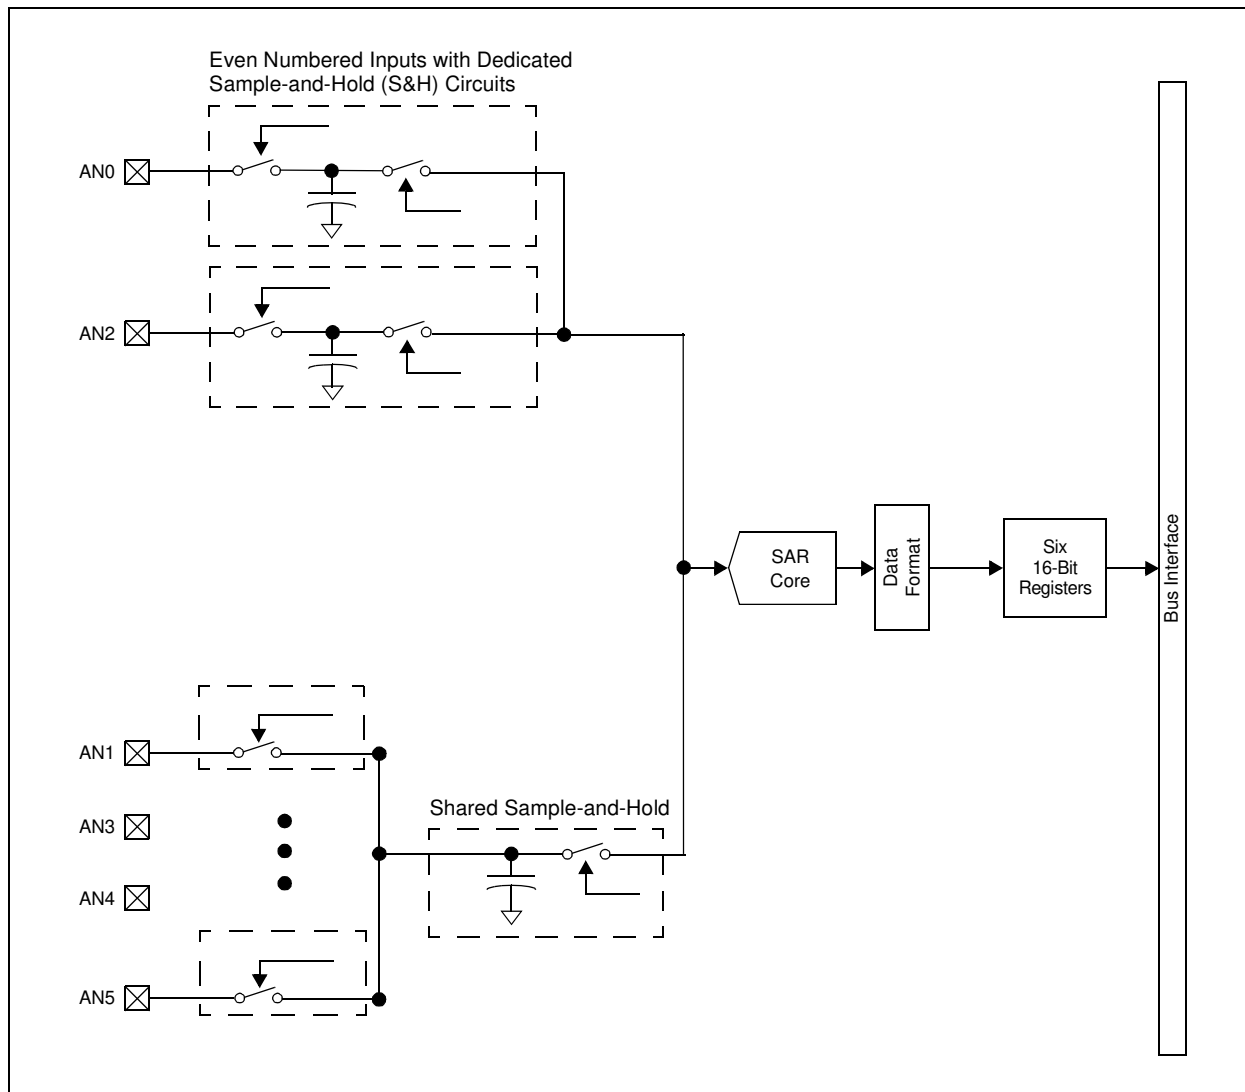 Even Numbered Inputs with Dedicated
Sample-and-Hold (S&H) Circuits
AN0
AN2
SAR
Core
Data
Format
Six
16-Bit
Registers
Bus Interface
AN1
AN3
AN4
AN5
Shared Sample-and-Hold